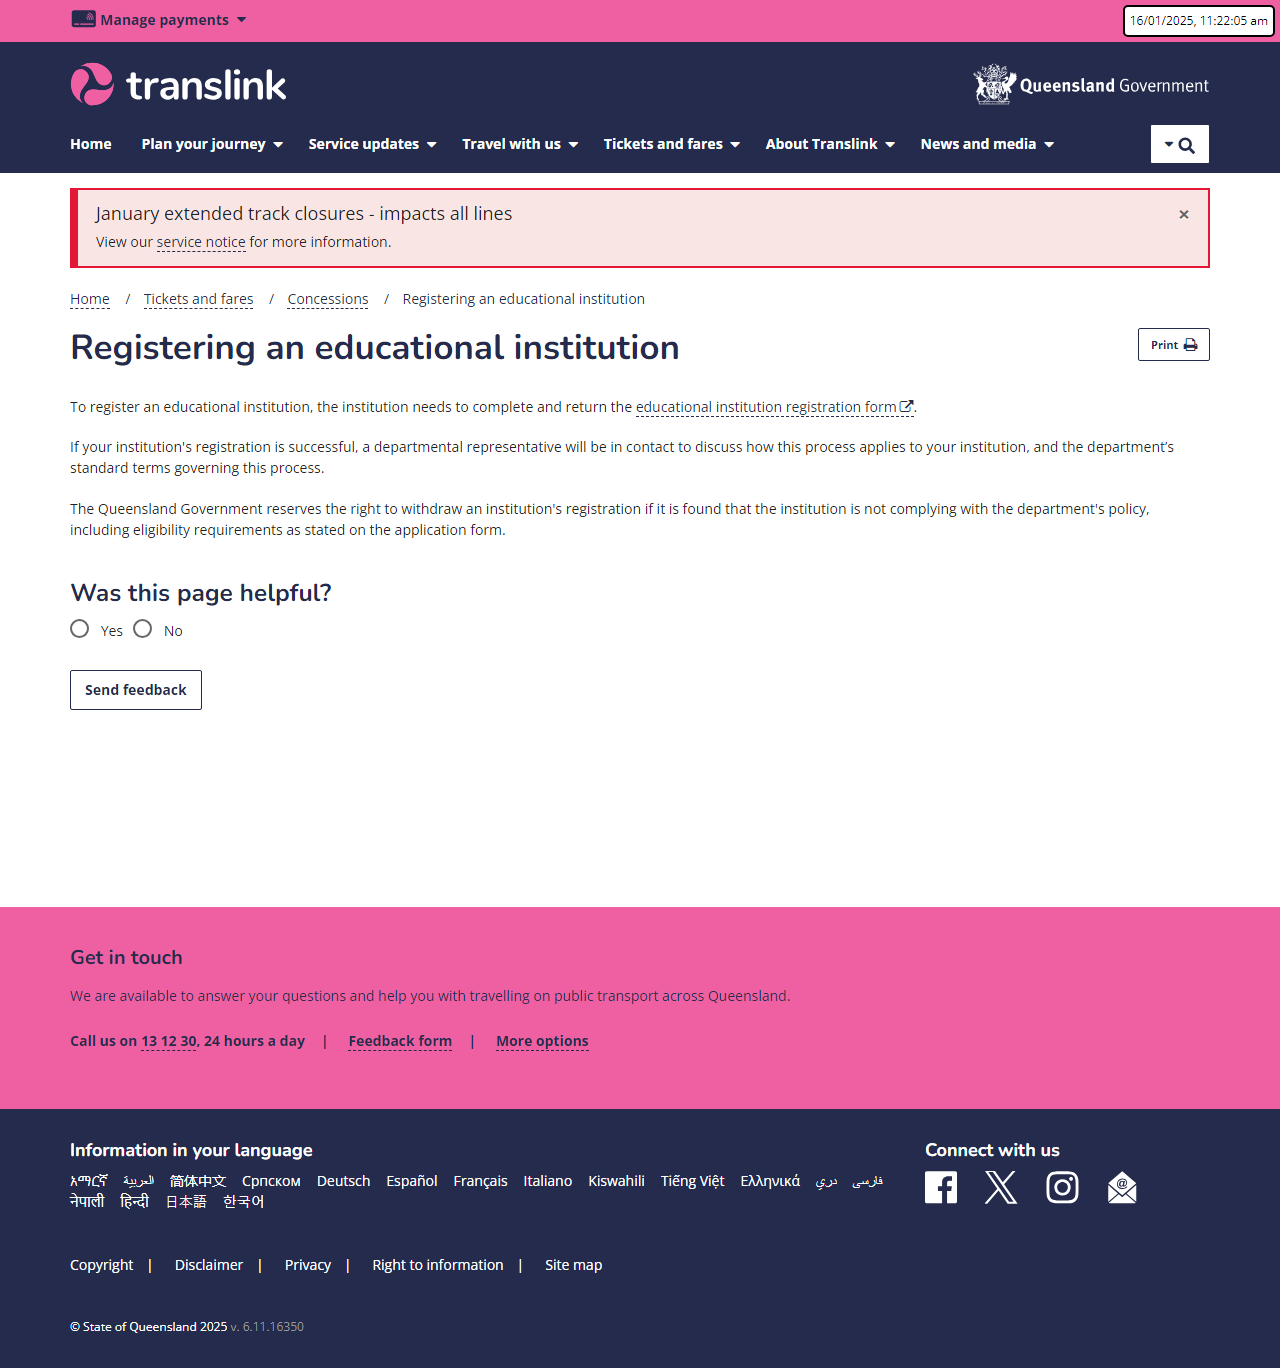 Manage payments
16/01/2025, 11:22:05 am
translink
Queensland Government
Home Plan your journey Service updates Travel with us Tickets and fares About Translink News and media
January extended track closures - impacts all lines ×
View our service notice for more information.
Home / Tickets and fares / Concessions / Registering an educational institution
Registering an educational institution
Print
To register an educational institution, the institution needs to complete and return the educational institution registration form.
If your institution's registration is successful, a departmental representative will be in contact to discuss how this process applies to your institution, and the department’s
standard terms governing this process.
The Queensland Government reserves the right to withdraw an institution's registration if it is found that the institution is not complying with the department's policy,
including eligibility requirements as stated on the application form.
Was this page helpful?
Yes No
Send feedback
Get in touch
We are available to answer your questions and help you with travelling on public transport across Queensland.
Call us on 13 12 30, 24 hours a day | Feedback form | More options
Information in your language
Connect with us
አማርኛ العربية 简体中文 Српском Deutsch Español Français Italiano Kiswahili Tiếng Việt Ελληνικά دري فارسی
नेपाली हिन्दी 日本語 한국어
Copyright | Disclaimer | Privacy | Right to information | Site map
© State of Queensland 2025 v. 6.11.16350